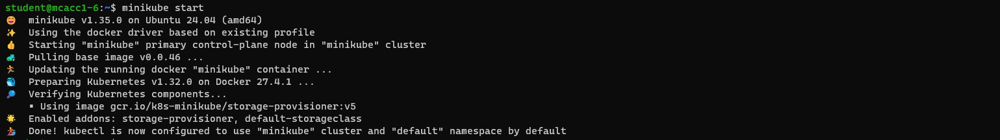 student@mcacc1-6:~$ minikube start
😄 minikube v1.35.0 on Ubuntu 24.04 (amd64)
✨ Using the docker driver based on existing profile
👍 Starting "minikube" primary control-plane node in "minikube" cluster
🚜 Pulling base image v0.0.46 ...
🏃 Updating the running docker "minikube" container ...
🐳 Preparing Kubernetes v1.32.0 on Docker 27.4.1 ...
🔎 Verifying Kubernetes components...
▪ Using image gcr.io/k8s-minikube/storage-provisioner:v5
🌟 Enabled addons: storage-provisioner, default-storageclass
🏄 Done! kubectl is now configured to use "minikube" cluster and "default" namespace by default